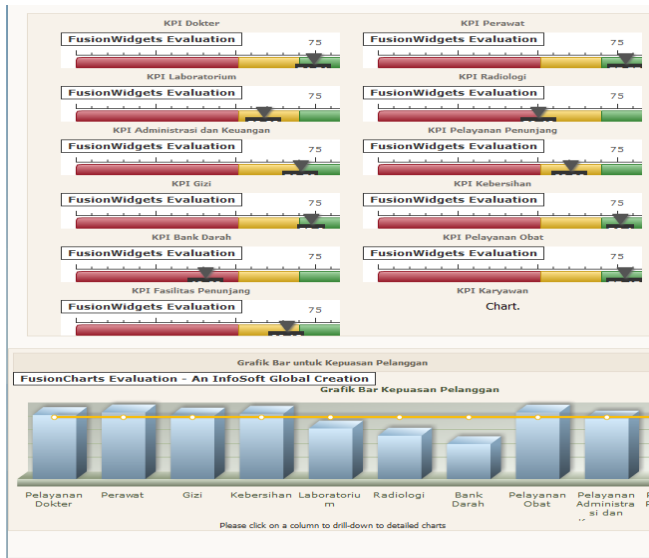 KPI Dokter
FusionWidgets Evaluation
75
KPI Perawat
FusionWidgets Evaluation
75
KPI Laboratorium
FusionWidgets Evaluation
75
KPI Radiologi
FusionWidgets Evaluation
75
KPI Administrasi dan Keuangan
FusionWidgets Evaluation
75
KPI Pelayanan Penunjang
FusionWidgets Evaluation
75
KPI Gizi
FusionWidgets Evaluation
75
KPI Kebersihan
FusionWidgets Evaluation
75
KPI Bank Darah
FusionWidgets Evaluation
75
KPI Pelayanan Obat
FusionWidgets Evaluation
75
KPI Fasilitas Penunjang
FusionWidgets Evaluation
75
KPI Karyawan
Chart.
Grafik Bar untuk Kepuasan Pelanggan
FusionCharts Evaluation - An InfoSoft Global Creation
Grafik Bar Kepuasan Pelanggan
Pelayanan
Dokter
Perawat
Gizi
Kebersihan
Laboratoriu
m
Radiologi
Bank
Darah
Pelayanan
Obat
Pelayanan
Administra
si dan
Please click on a column to drill-down to detailed charts